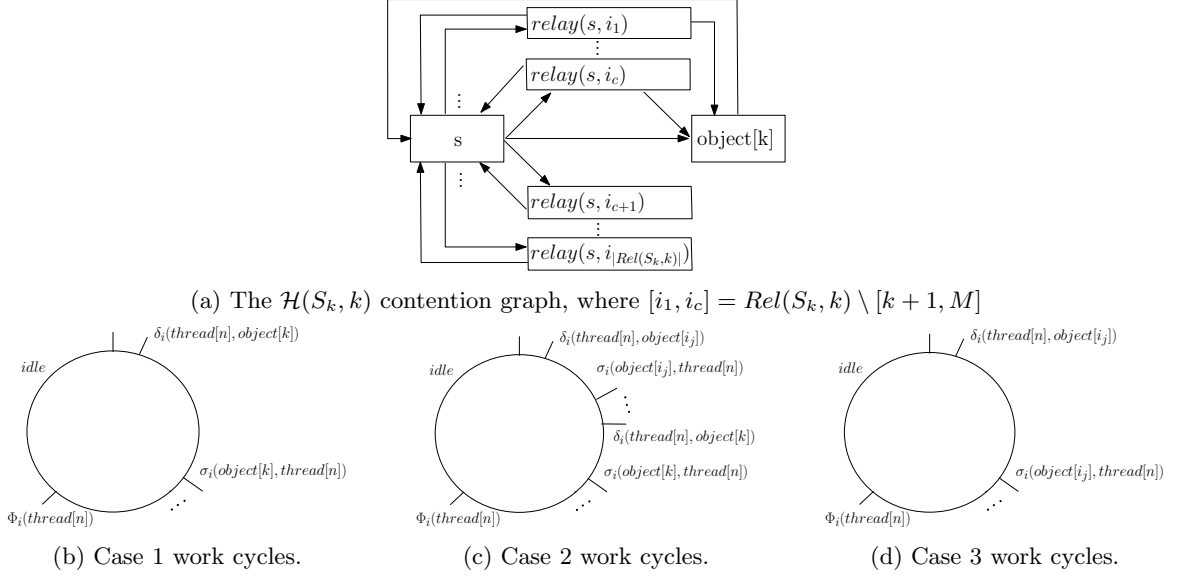 relay(s, i₁)
⋮
relay(s, i_c)
⋮
s
object[k]
⋮
relay(s, i_{c+1})
⋮
relay(s, i_{|Rel(S_k,k)|})
(a) The ℋ(S_k, k) contention graph, where [i₁, i_c] = Rel(S_k, k) \ [k + 1, M]
δ_i(thread[n], object[k])
idle
σ_i(object[k], thread[n])
⋯
Φ_i(thread[n])
(b) Case 1 work cycles.
δ_i(thread[n], object[i_j])
idle
σ_i(object[i_j], thread[n])
⋮
δ_i(thread[n], object[k])
σ_i(object[k], thread[n])
⋯
Φ_i(thread[n])
(c) Case 2 work cycles.
δ_i(thread[n], object[i_j])
idle
σ_i(object[i_j], thread[n])
⋯
Φ_i(thread[n])
(d) Case 3 work cycles.